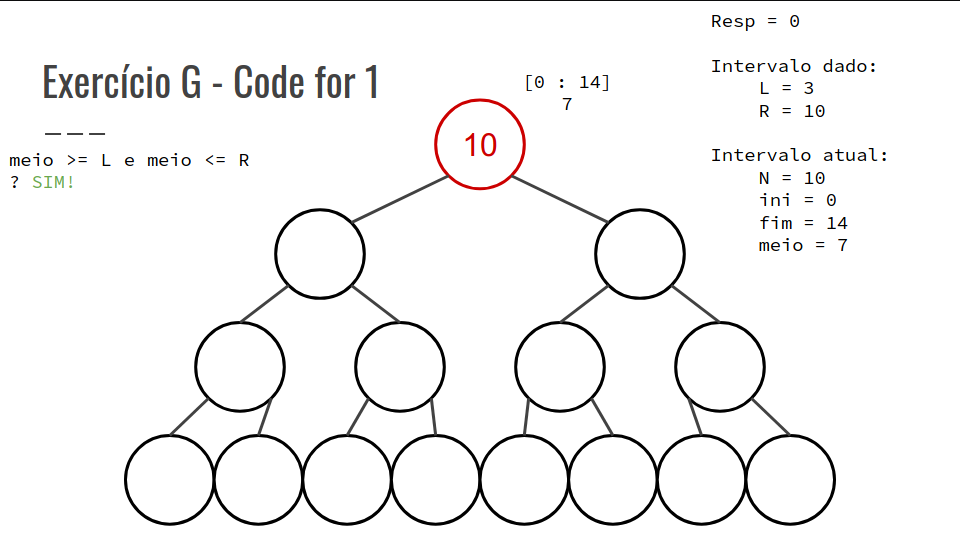 Exercício G - Code for 1
meio >= L e meio <= R
? SIM!
[0 : 14]
7
10
Resp = 0
Intervalo dado:
L = 3
R = 10
Intervalo atual:
N = 10
ini = 0
fim = 14
meio = 7